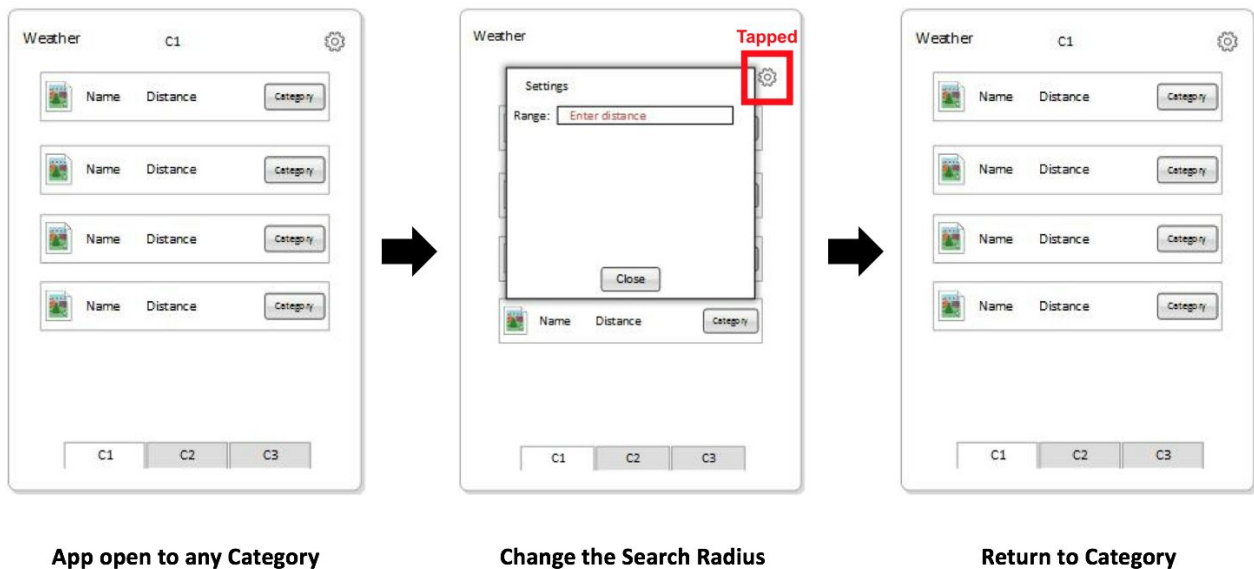 Weather C1
Name Distance Category
Name Distance Category
Name Distance Category
Name Distance Category
C1 C2 C3
App open to any Category
Weather Tapped
Settings
Range: Enter distance
Close
Name Distance Category
C1 C2 C3
Change the Search Radius
Weather C1
Name Distance Category
Name Distance Category
Name Distance Category
Name Distance Category
C1 C2 C3
Return to Category